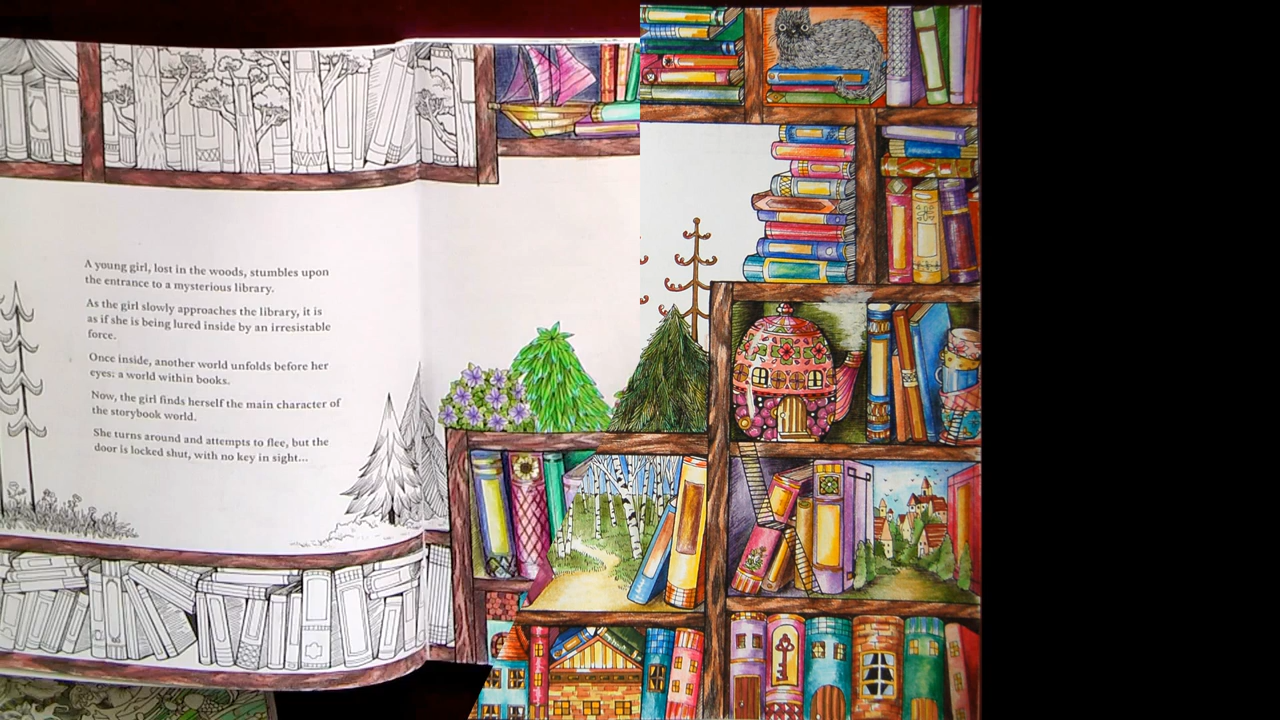 A young girl, lost in the woods, stumbles upon
the entrance to a mysterious library.
As the girl slowly approaches the library, it is
as if she is being lured inside by an irresistable
force.
Once inside, another world unfolds before her
eyes: a world within books.
Now, the girl finds herself the main character of
the storybook world.
She turns around and attempts to flee, but the
door is locked shut, with no key in sight...